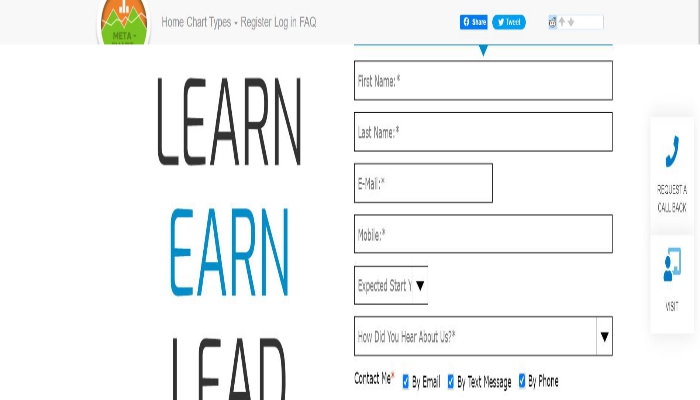 META -
Home Chart Types Register Log in FAQ
Share
Tweet
LEARN
EARN
LEAD
First Name: *
Last Name:*
E-Mail:*
Mobile:*
Expected Start Y
How Did You Hear About Us?*
Contact Me* By Email By Text Message By Phone
REQUEST A
CALL BACK
VISIT